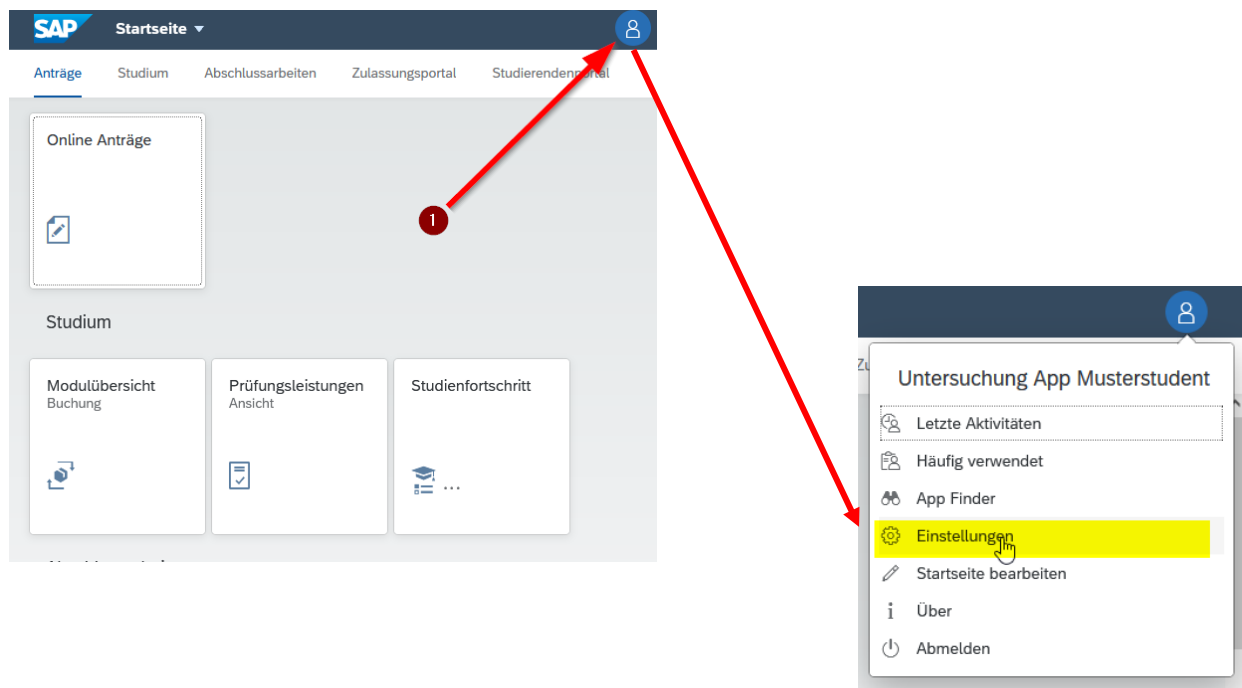 SAP Startseite
Anträge Studium Abschlussarbeiten Zulassungsportal Studierendenportal
Online Anträge
1
Studium
Modulübersicht
Buchung
Prüfungsleistungen
Ansicht
Studienfortschritt
...
Zu
Untersuchung App Musterstudent
Letzte Aktivitäten
Häufig verwendet
App Finder
Einstellungen
Startseite bearbeiten
Über
Abmelden